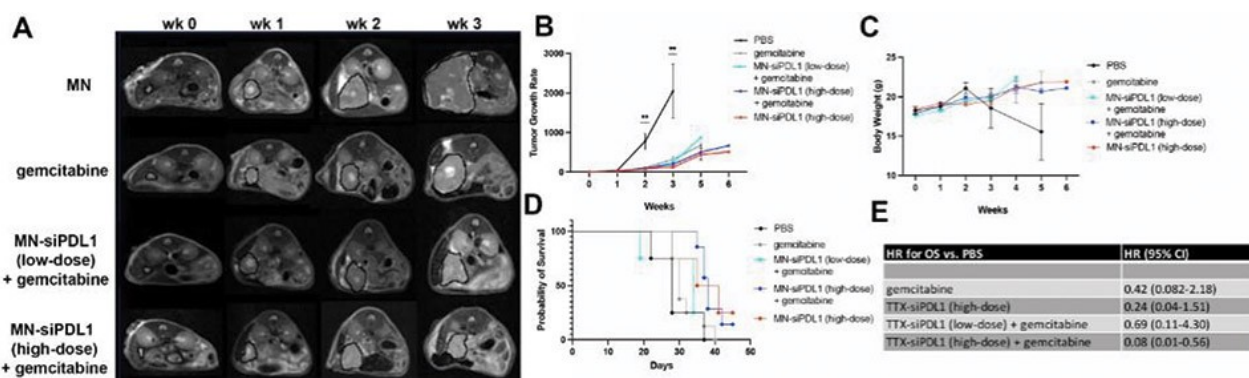 A
wk 0 wk 1 wk 2 wk 3
MN
gemcitabine
MN-siPDL1
(low-dose)
+ gemcitabine
MN-siPDL1
(high-dose)
+ gemcitabine
B
Tumor Growth Rate
3000
2000
1000
0
**
**
0 1 2 3 4 5 6
Weeks
PBS
gemcitabine
MN-siPDL1 (low-dose)
+ gemcitabine
MN-siPDL1 (high-dose)
+ gemcitabine
MN-siPDL1 (high-dose)
C
Body Weight (g)
25
20
15
10
0 1 2 3 4 5 6
Weeks
PBS
gemcitabine
MN-siPDL1 (low-dose)
+ gemcitabine
MN-siPDL1 (high-dose)
+ gemcitabine
MN-siPDL1 (high-dose)
D
Probability of Survival
100
50
0
0 10 20 30 40 50
Days
PBS
gemcitabine
MN-siPDL1 (low-dose)
+ gemcitabine
MN-siPDL1 (high-dose)
+ gemcitabine
MN-siPDL1 (high-dose)
E
HR for OS vs. PBS HR (95% CI)
gemcitabine 0.42 (0.082-2.18)
TTX-siPDL1 (high-dose) 0.24 (0.04-1.51)
TTX-siPDL1 (low-dose) + gemcitabine 0.69 (0.11-4.30)
TTX-siPDL1 (high-dose) + gemcitabine 0.08 (0.01-0.56)